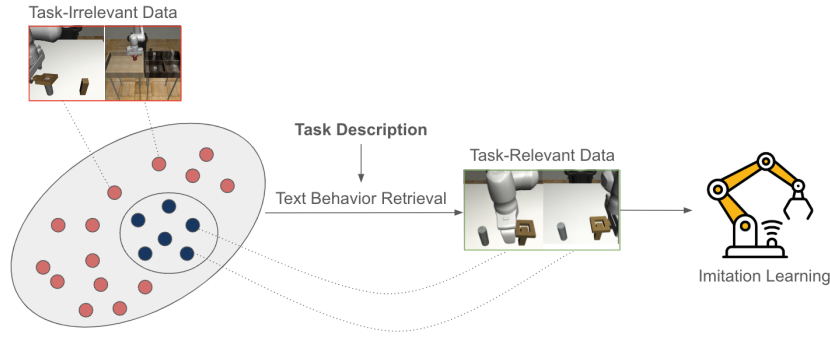 Task-Irrelevant Data
Task Description
Text Behavior Retrieval
Task-Relevant Data
Imitation Learning